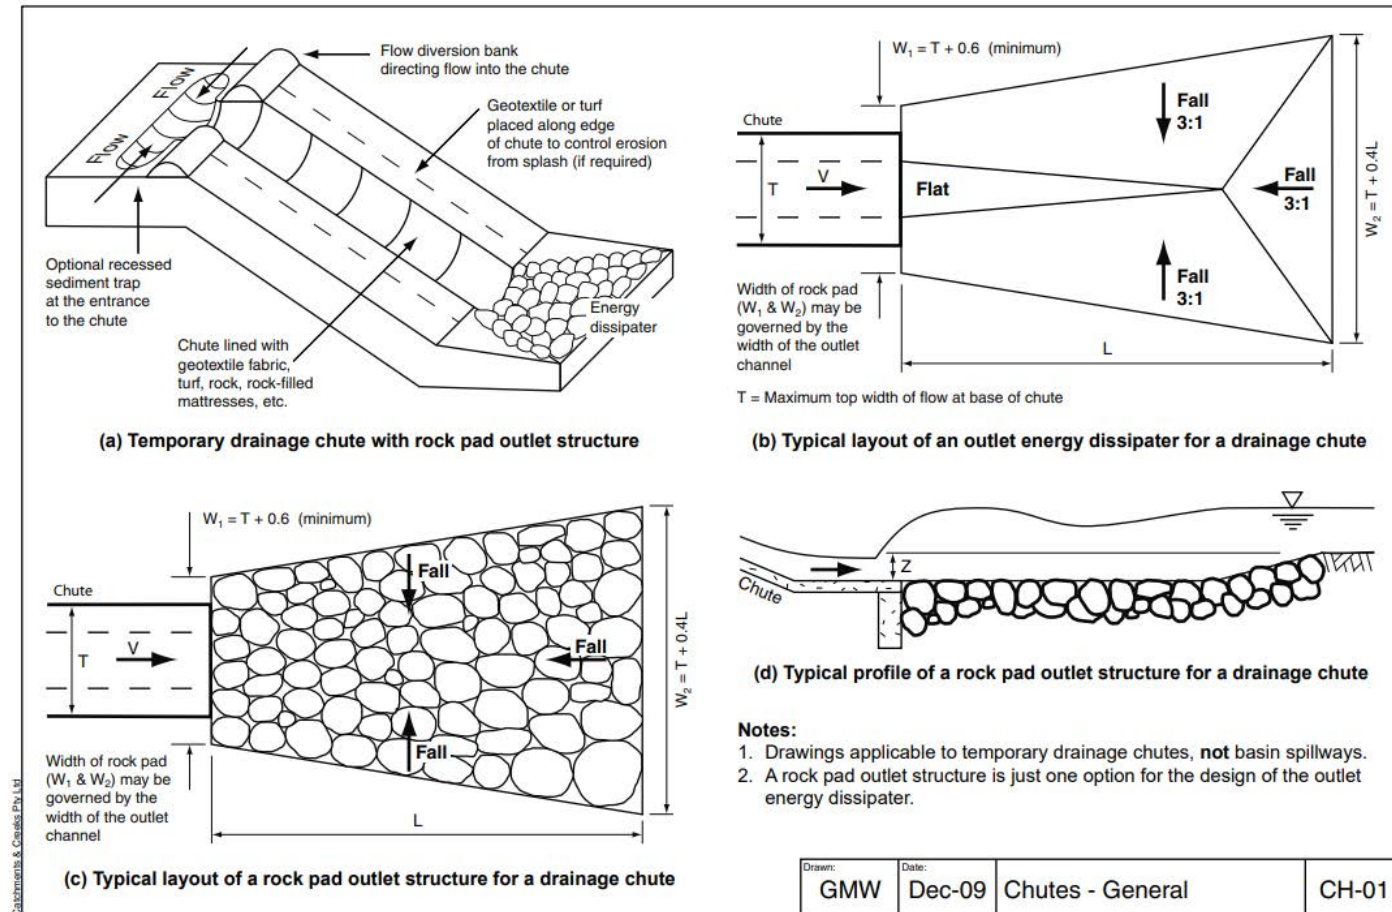 Flow diversion bank
directing flow into the chute
Flow
Flow
Geotextile or turf
placed along edge
of chute to control erosion
from splash (if required)
Optional recessed
sediment trap
at the entrance
to the chute
Energy
dissipater
Chute lined with
geotextile fabric,
turf, rock, rock-filled
mattresses, etc.
(a) Temporary drainage chute with rock pad outlet structure
W₁ = T + 0.6 (minimum)
Chute
T
V
Flat
Fall
3:1
Fall
3:1
Fall
3:1
W₂ = T + 0.4L
Width of rock pad
(W₁ & W₂) may be
governed by the
width of the outlet
channel
L
T = Maximum top width of flow at base of chute
(b) Typical layout of an outlet energy dissipater for a drainage chute
W₁ = T + 0.6 (minimum)
Chute
T
V
Fall
Fall
Fall
W₂ = T + 0.4L
Width of rock pad
(W₁ & W₂) may be
governed by the
width of the outlet
channel
L
(c) Typical layout of a rock pad outlet structure for a drainage chute
Chute
Z
(d) Typical profile of a rock pad outlet structure for a drainage chute
Notes:
1. Drawings applicable to temporary drainage chutes, not basin spillways.
2. A rock pad outlet structure is just one option for the design of the outlet
energy dissipater.
Catchments & Creeks Pty Ltd
Drawn:
GMW
Date:
Dec-09
Chutes - General
CH-01